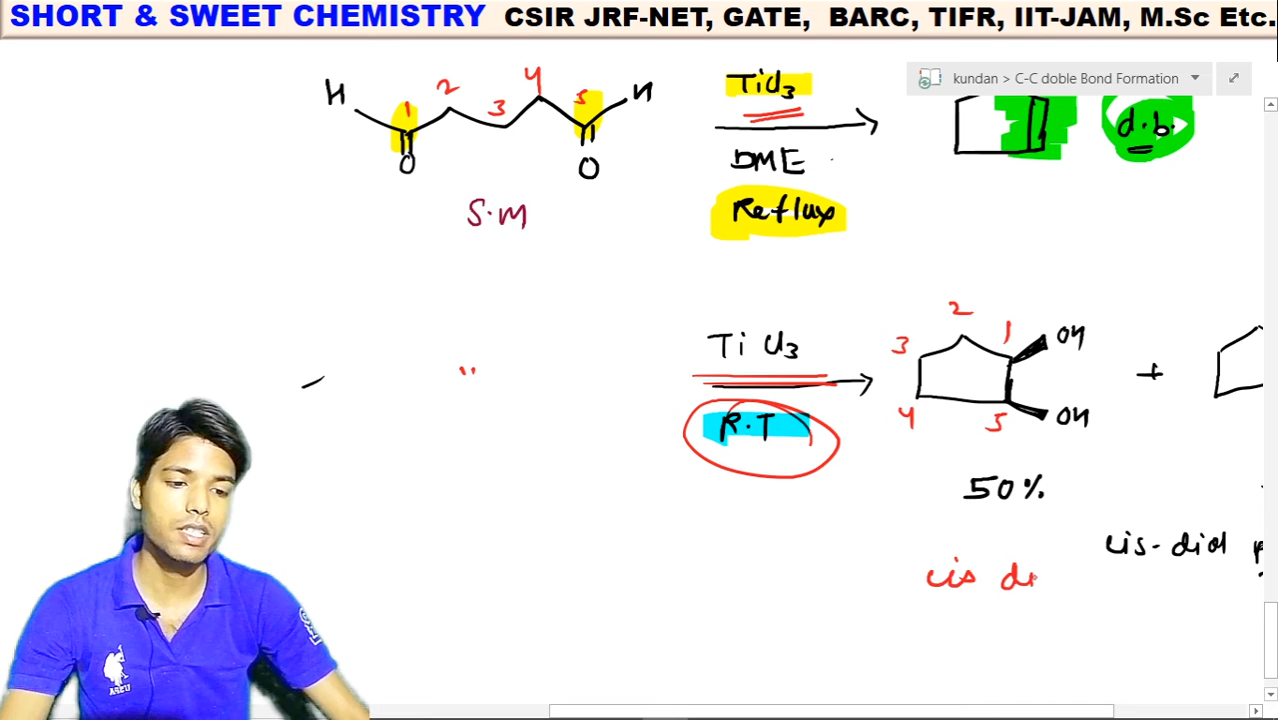 SHORT & SWEET CHEMISTRY CSIR JRF-NET, GATE, BARC, TIFR, IIT-JAM, M.Sc Etc.
kundan > C-C doble Bond Formation
H 1 2 3 4 5 H
O O
S.M
TiCl3
DME
Reflux
d.b.
"
TiCl3
R.T
3 2 1 OH
4 5 OH
+
50%
cis-diol
cis di